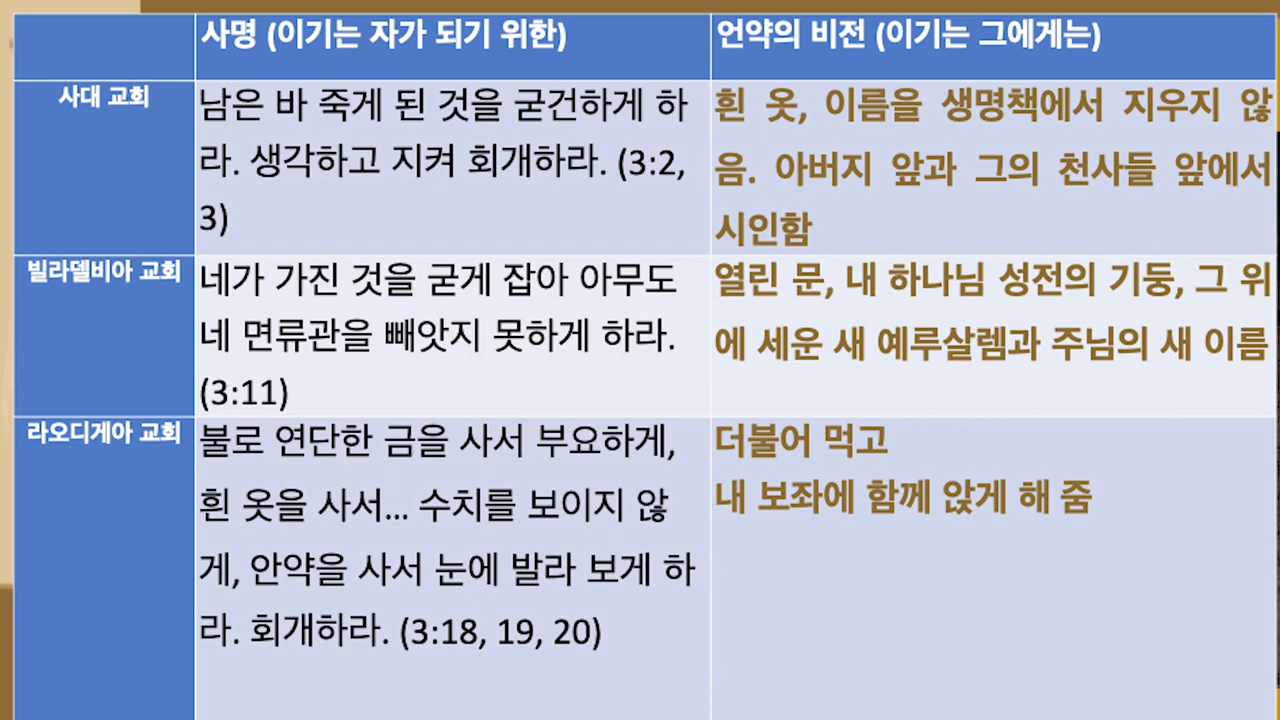 사명 (이기는 자가 되기 위한)
언약의 비전 (이기는 그에게는)
사대 교회
남은 바 죽게 된 것을 굳건하게 하
라. 생각하고 지켜 회개하라. (3:2,
3)
흰 옷, 이름을 생명책에서 지우지 않
음. 아버지 앞과 그의 천사들 앞에서
시인함
빌라델비아 교회
네가 가진 것을 굳게 잡아 아무도
네 면류관을 빼앗지 못하게 하라.
(3:11)
열린 문, 내 하나님 성전의 기둥, 그 위
에 세운 새 예루살렘과 주님의 새 이름
라오디게아 교회
불로 연단한 금을 사서 부요하게,
흰 옷을 사서... 수치를 보이지 않
게, 안약을 사서 눈에 발라 보게 하
라. 회개하라. (3:18, 19, 20)
더불어 먹고
내 보좌에 함께 앉게 해 줌